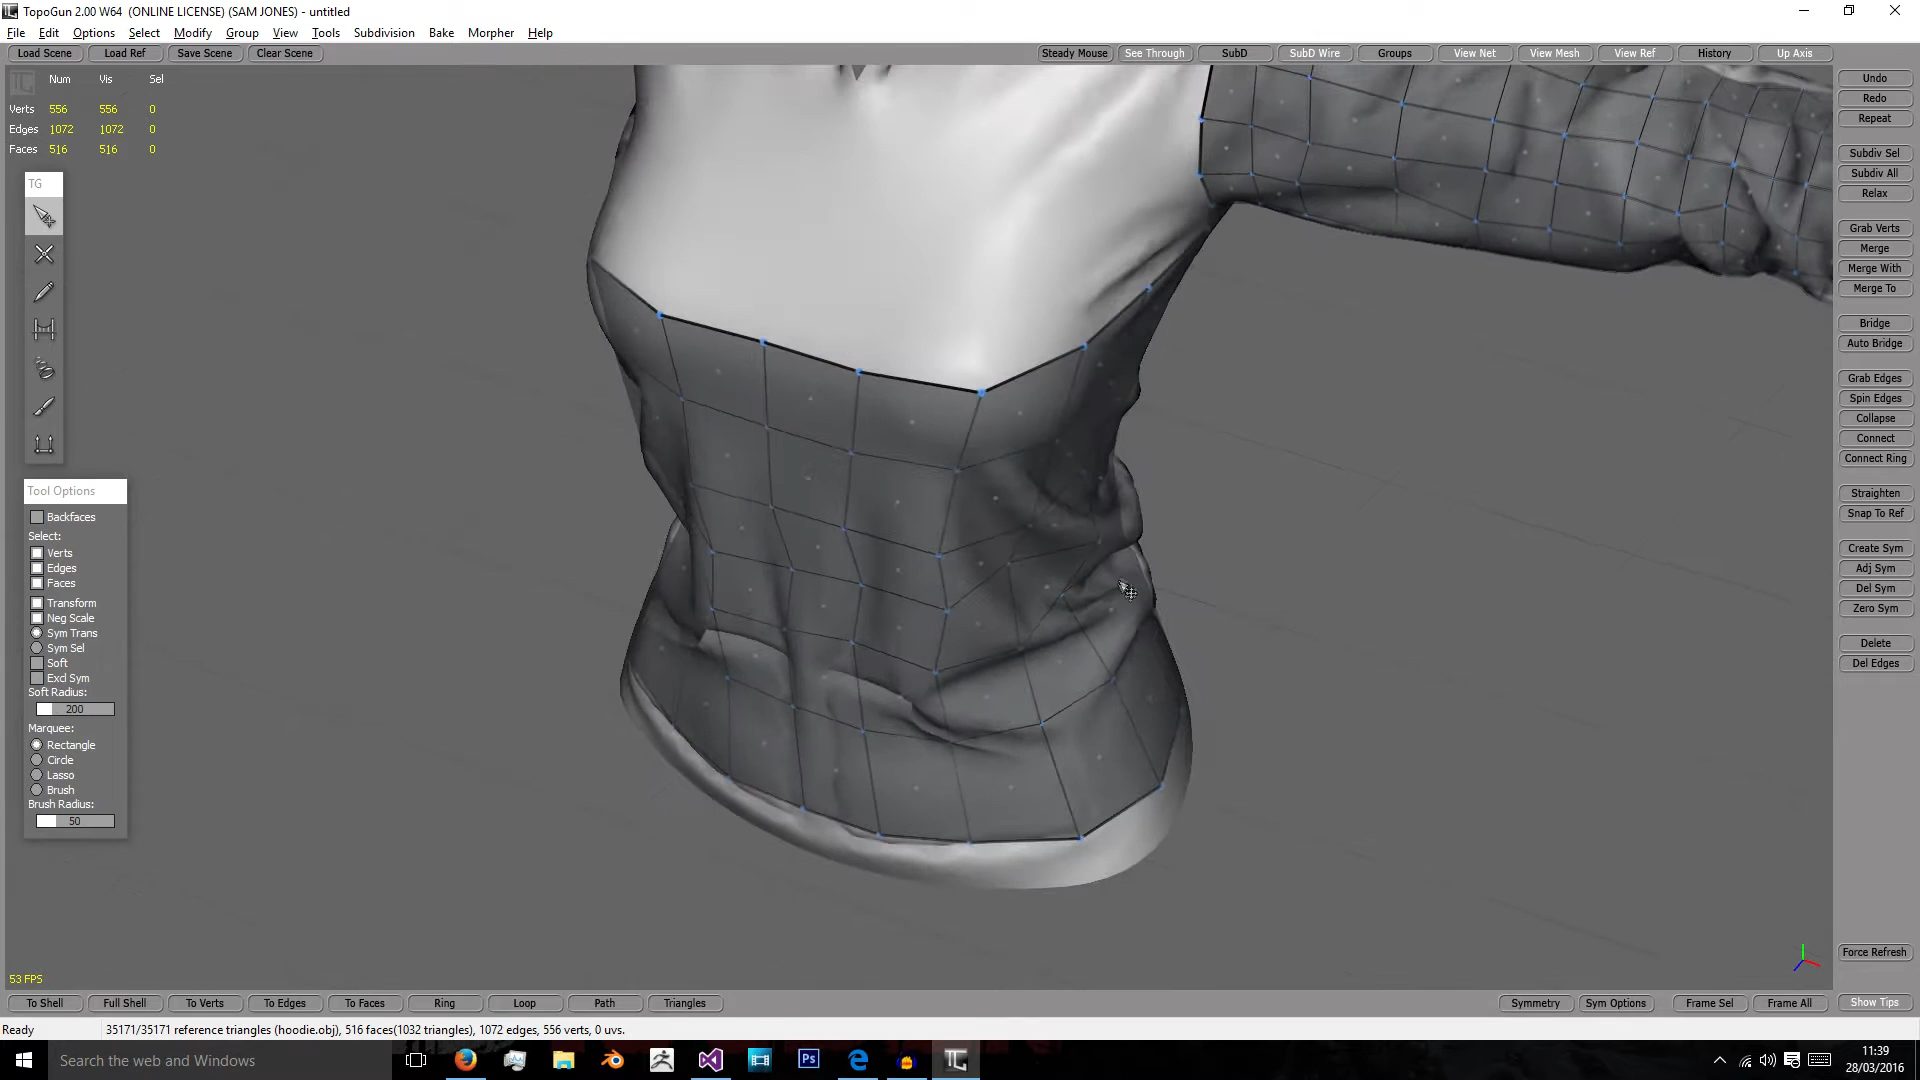 TopoGun 2.00 W64 (ONLINE LICENSE) (SAM JONES) - untitled
File Edit Options Select Modify Group View Tools Subdivision Bake Morpher Help
Load Scene Load Ref Save Scene Clear Scene Steady Mouse See Through SubD SubD Wire Groups View Net View Mesh View Ref History Up Axis
Num Vis Sel
Verts 556 556 0
Edges 1072 1072 0
Faces 516 516 0
TG
Tool Options
Backfaces
Select:
Verts
Edges
Faces
Transform
Neg Scale
Sym Trans
Sym Sel
Soft
Excl Sym
Soft Radius:
200
Marquee:
Rectangle
Circle
Lasso
Brush
Brush Radius:
50
Undo
Redo
Repeat
Subdiv Sel
Subdiv All
Relax
Grab Verts
Merge
Merge With
Merge To
Bridge
Auto Bridge
Grab Edges
Spin Edges
Collapse
Connect
Connect Ring
Straighten
Snap To Ref
Create Sym
Adj Sym
Del Sym
Zero Sym
Delete
Del Edges
Force Refresh
53 FPS
To Shell Full Shell To Verts To Edges To Faces Ring Loop Path Triangles Symmetry Sym Options Frame Sel Frame All Show Tips
Ready 35171/35171 reference triangles (hoodie.obj), 516 faces(1032 triangles), 1072 edges, 556 verts, 0 uvs.
Search the web and Windows
Ps
11:39
28/03/2016